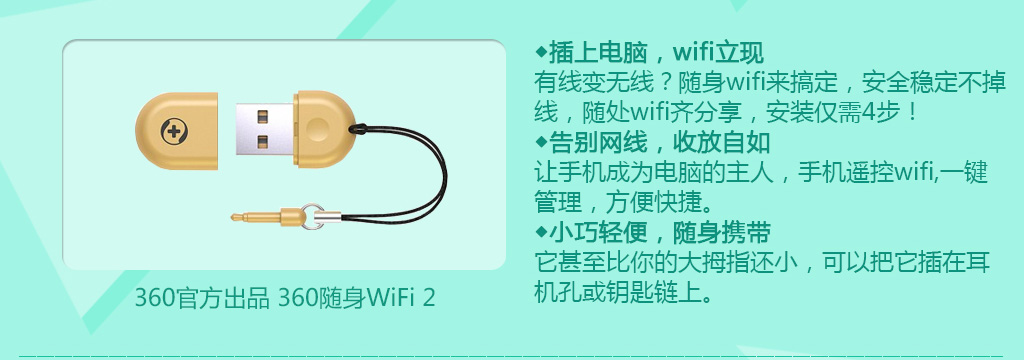 ◆插上电脑，wifi立现
有线变无线？随身wifi来搞定，安全稳定不掉
线，随处wifi齐分享，安装仅需4步！
◆告别网线，收放自如
让手机成为电脑的主人，手机遥控wifi,一键
管理，方便快捷。
◆小巧轻便，随身携带
它甚至比你的大拇指还小，可以把它插在耳
机孔或钥匙链上。
360官方出品 360随身WiFi 2